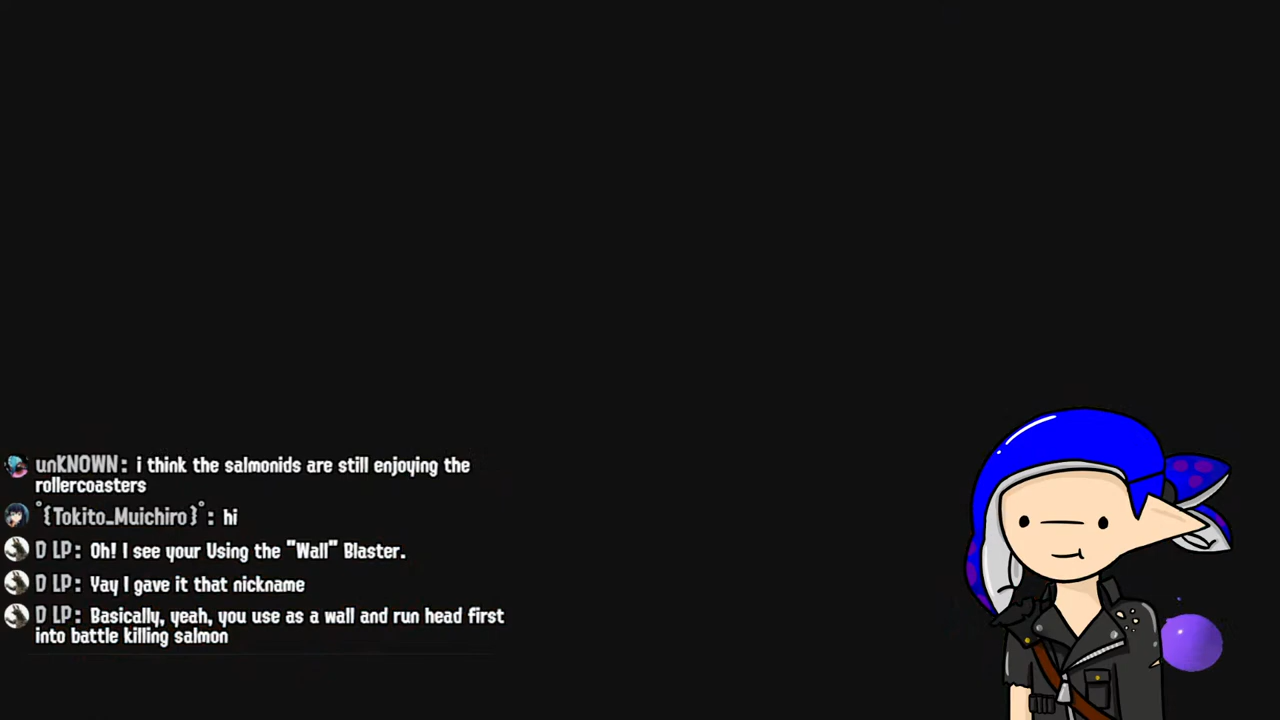 unKNOWN: i think the salmonids are still enjoying the
rollercoasters
˚{Tokito_Muichiro}˚: hi
D LP: Oh! I see your Using the "Wall" Blaster.
D LP: Yay I gave it that nickname
D LP: Basically, yeah, you use as a wall and run head first
into battle killing salmon